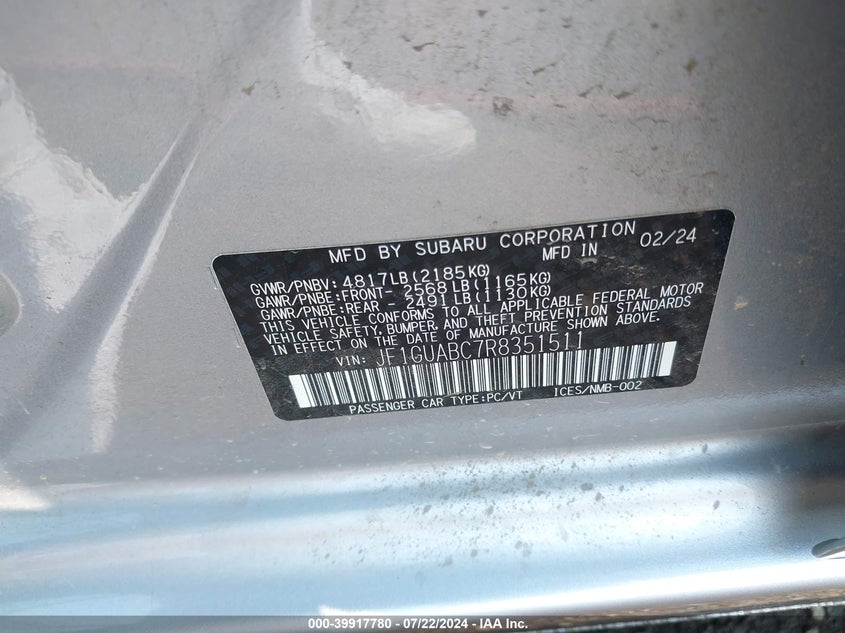 MFD BY SUBARU CORPORATION
MFD IN 02/24
GVWR/PNBV: 4817LB(2185KG)
GAWR/PNBE:FRONT- 2568LB(1165KG)
GAWR/PNBE:REAR - 2491LB(1130KG)
THIS VEHICLE CONFORMS TO ALL APPLICABLE FEDERAL MOTOR
VEHICLE SAFETY, BUMPER, AND THEFT PREVENTION STANDARDS
IN EFFECT ON THE DATE OF MANUFACTURE SHOWN ABOVE.
VIN: JF1GUABC7R8351511
PASSENGER CAR TYPE:PC/VT ICES/NMB-002
000-39917780 - 07/22/2024 - IAA Inc.